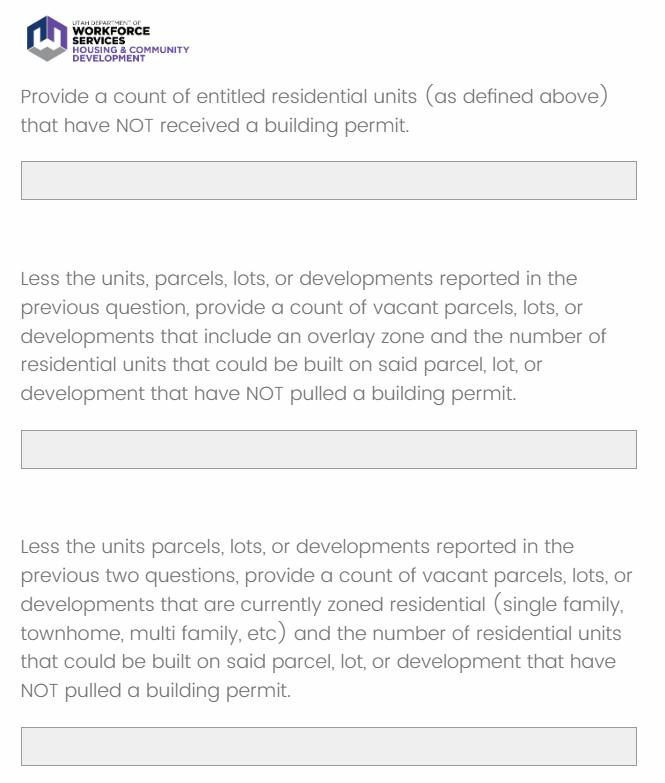 UTAH DEPARTMENT OF
WORKFORCE
SERVICES
HOUSING & COMMUNITY
DEVELOPMENT
Provide a count of entitled residential units (as defined above)
that have NOT received a building permit.
Less the units, parcels, lots, or developments reported in the
previous question, provide a count of vacant parcels, lots, or
developments that include an overlay zone and the number of
residential units that could be built on said parcel, lot, or
development that have NOT pulled a building permit.
Less the units parcels, lots, or developments reported in the
previous two questions, provide a count of vacant parcels, lots, or
developments that are currently zoned residential (single family,
townhome, multi family, etc) and the number of residential units
that could be built on said parcel, lot, or development that have
NOT pulled a building permit.